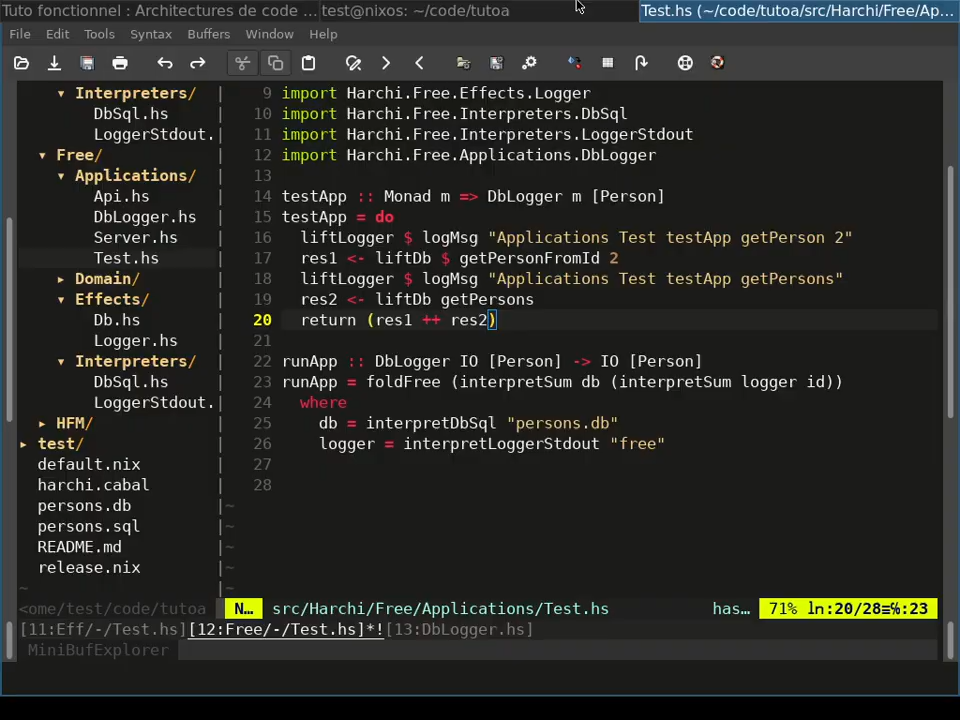 Tuto fonctionnel : Architectures de code ... test@nixos: ~/code/tutoa Test.hs (~/code/tutoa/src/Harchi/Free/Ap...
File Edit Tools Syntax Buffers Window Help
▾ Interpreters/
DbSql.hs
LoggerStdout.
▾ Free/
▾ Applications/
Api.hs
DbLogger.hs
Server.hs
Test.hs
▸ Domain/
▾ Effects/
Db.hs
Logger.hs
▾ Interpreters/
DbSql.hs
LoggerStdout.
▸ HFM/
▸ test/
default.nix
harchi.cabal
persons.db
persons.sql
README.md
release.nix
~
<ome/test/code/tutoa
9 import Harchi.Free.Effects.Logger
10 import Harchi.Free.Interpreters.DbSql
11 import Harchi.Free.Interpreters.LoggerStdout
12 import Harchi.Free.Applications.DbLogger
13
14 testApp :: Monad m => DbLogger m [Person]
15 testApp = do
16   liftLogger $ logMsg "Applications Test testApp getPerson 2"
17   res1 <- liftDb $ getPersonFromId 2
18   liftLogger $ logMsg "Applications Test testApp getPersons"
19   res2 <- liftDb getPersons
20   return (res1 ++ res2)
21
22 runApp :: DbLogger IO [Person] -> IO [Person]
23 runApp = foldFree (interpretSum db (interpretSum logger id))
24   where
25     db = interpretDbSql "persons.db"
26     logger = interpretLoggerStdout "free"
27
28
~
~
~
~
~
N... src/Harchi/Free/Applications/Test.hs has... 71% ln:20/28≡%:23
[11:Eff/-/Test.hs][12:Free/-/Test.hs]*![13:DbLogger.hs]
MiniBufExplorer